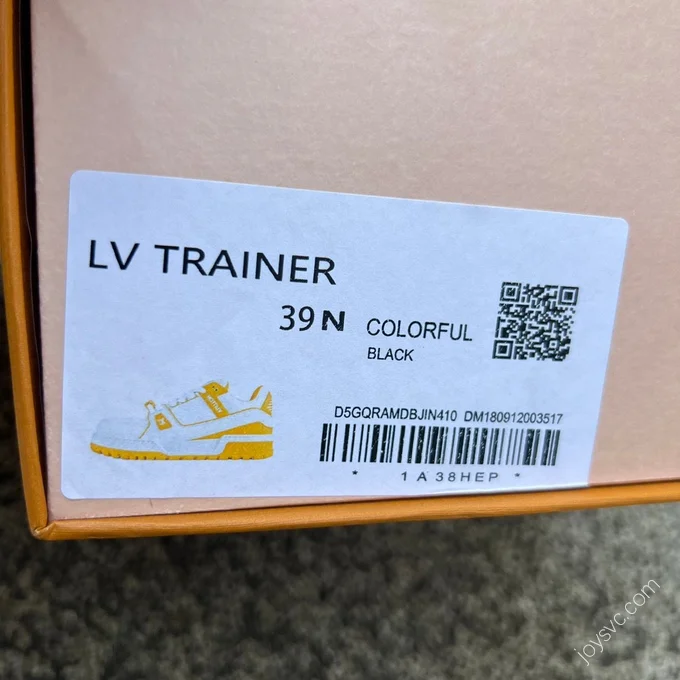 LV TRAINER
39 N COLORFUL
BLACK
D5GQRAMDBJIN410 DM180912003517
* 1A38HEP *
joysvc.com